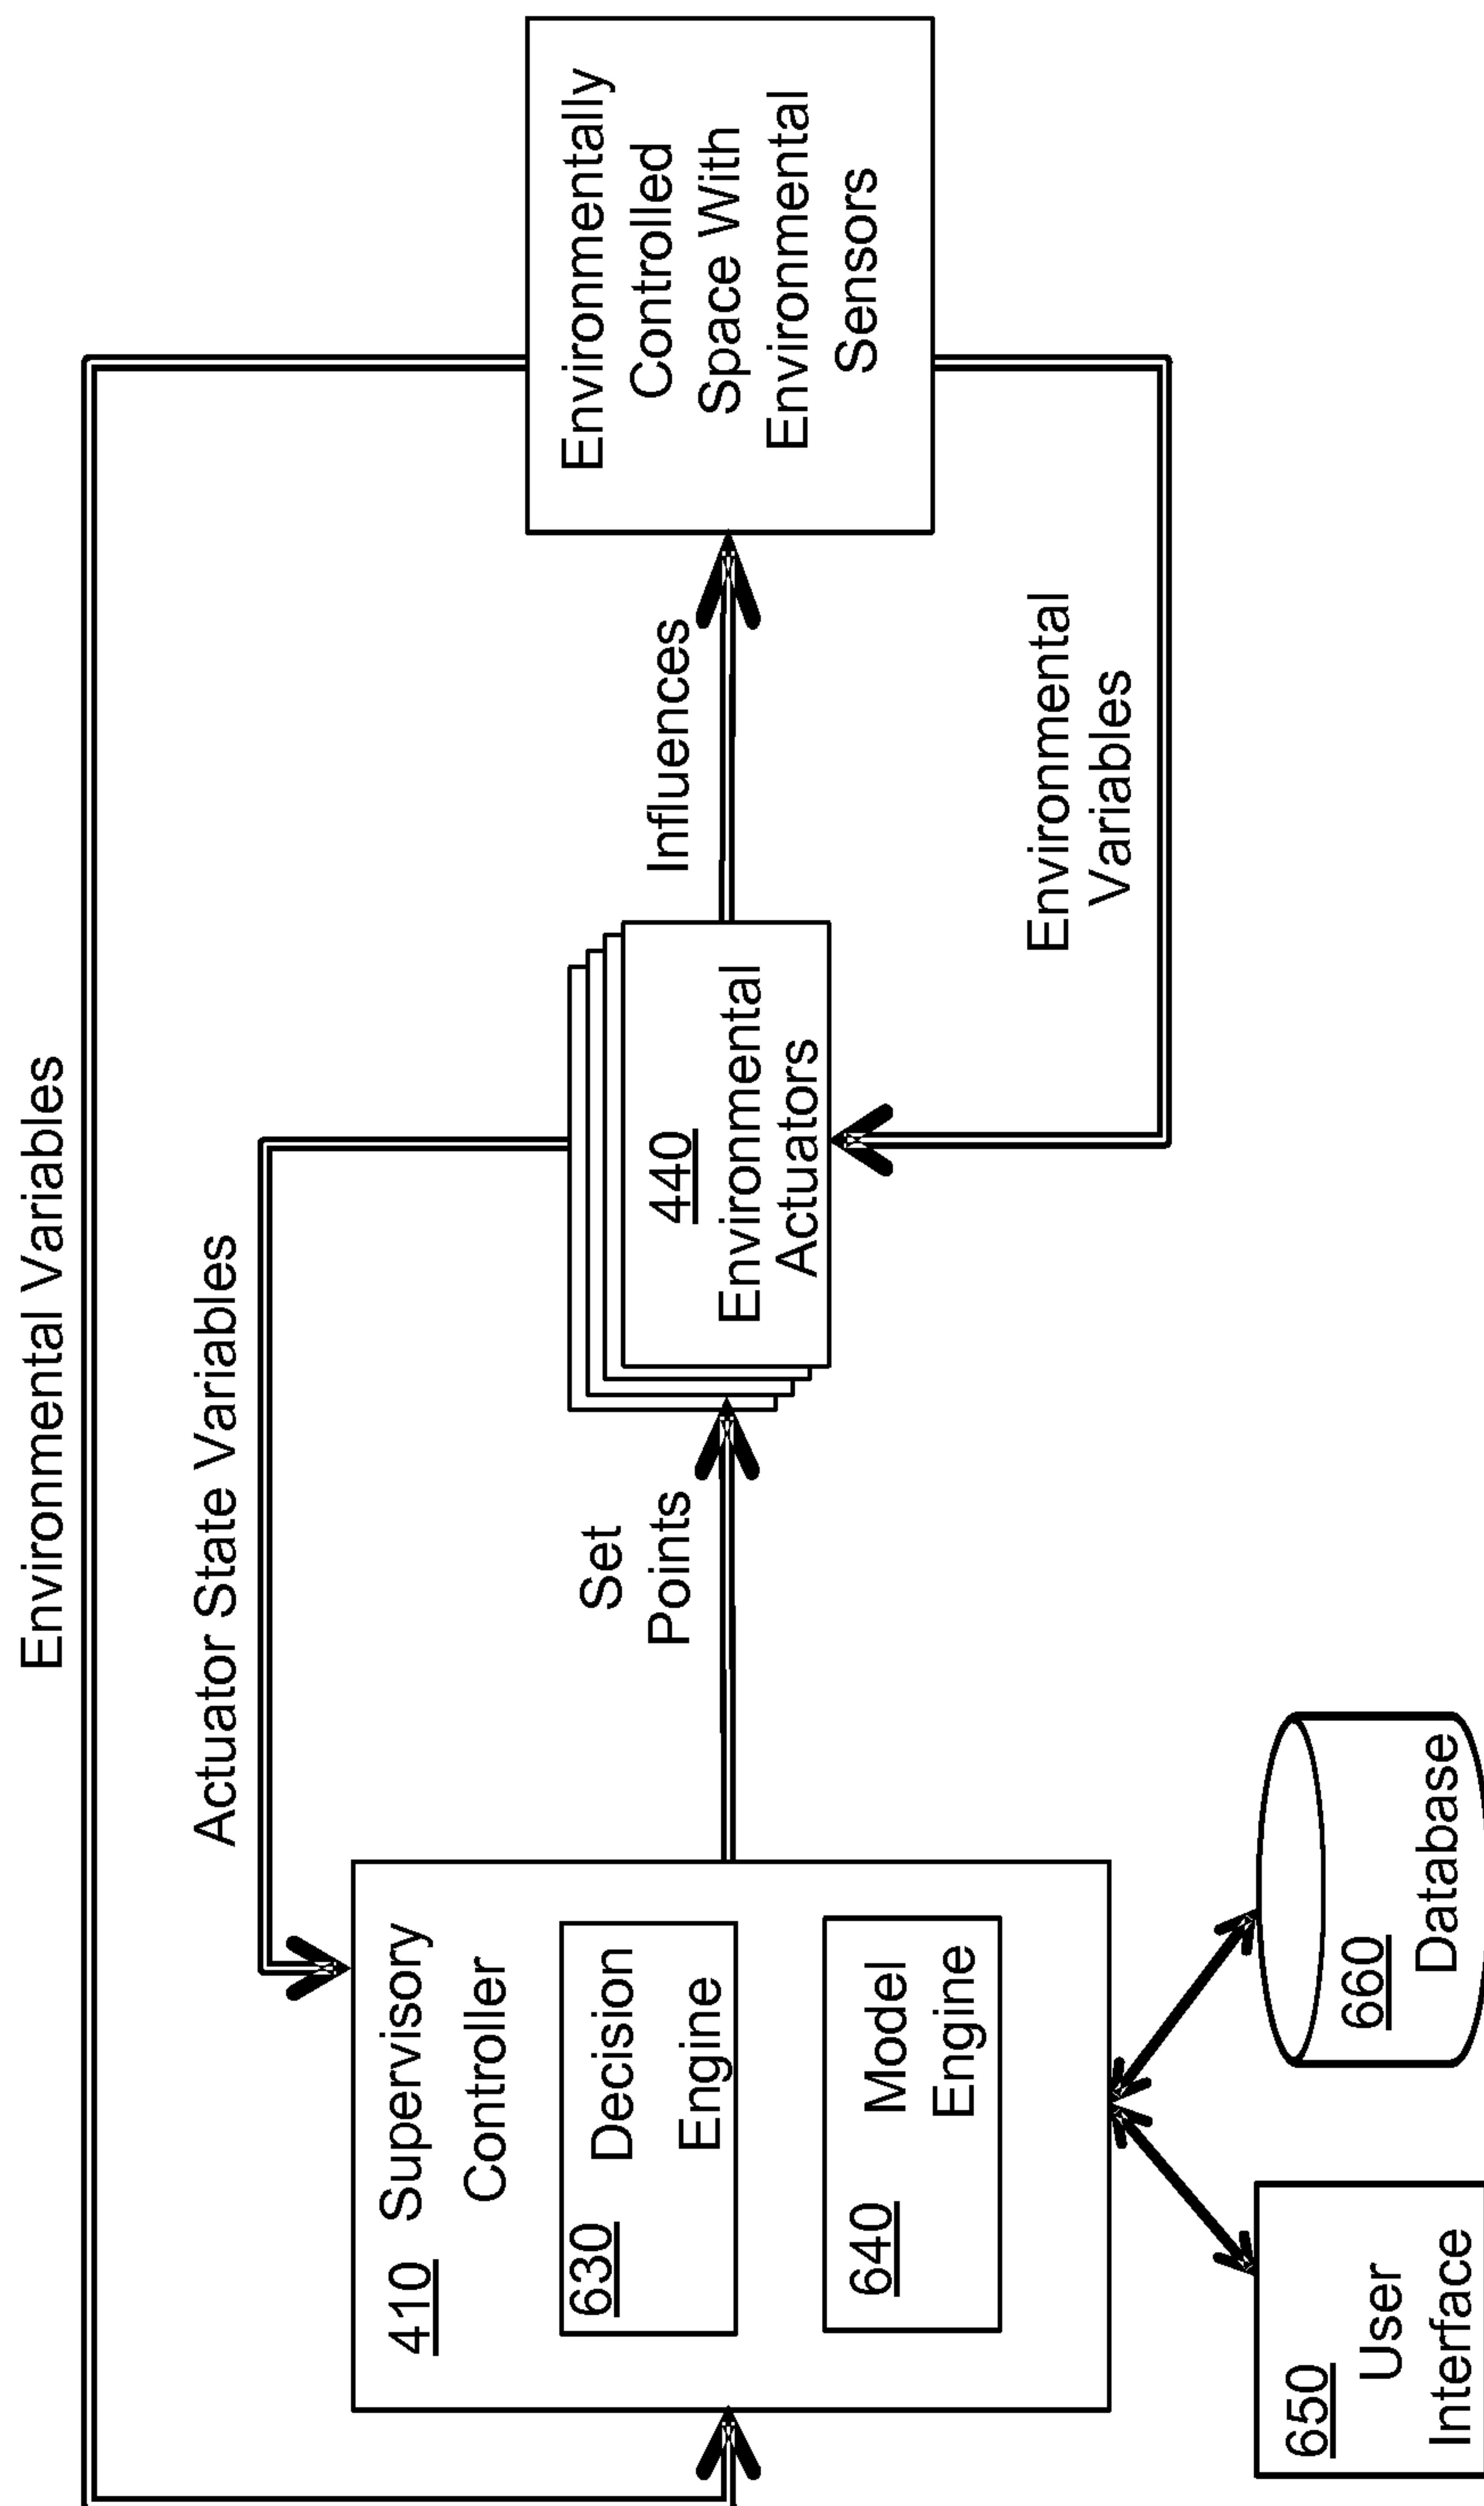 Environmental Variables
Actuator State Variables
410 Supervisory
Controller
630 Decision
Engine
640 Model
Engine
Set
Points
440
Environmental
Actuators
Influences
Environmentally
Controlled
Space With
Environmental
Sensors
Environmental
Variables
650
User
Interface
660
Database